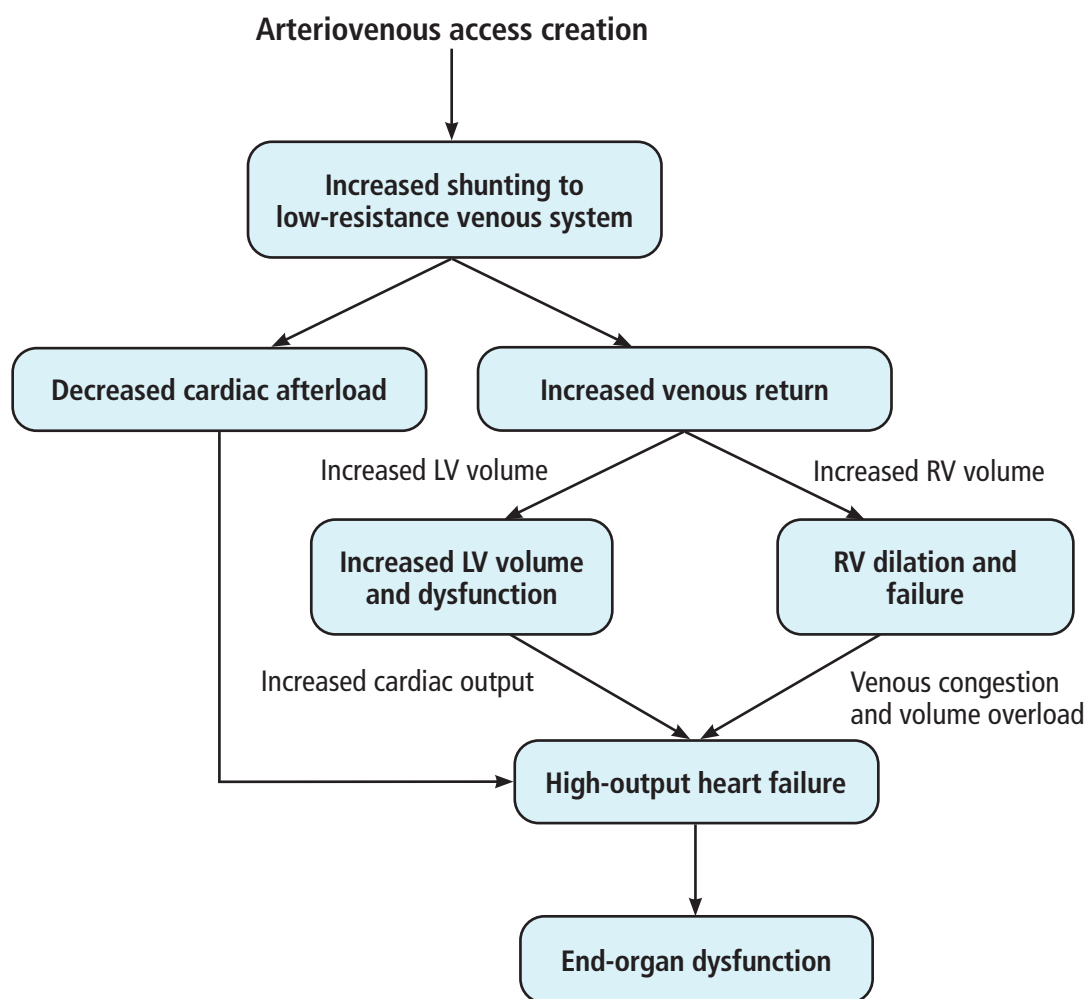 Arteriovenous access creation
Increased shunting to
low-resistance venous system
Decreased cardiac afterload
Increased venous return
Increased LV volume
Increased RV volume
Increased LV volume
and dysfunction
RV dilation and
failure
Increased cardiac output
Venous congestion
and volume overload
High-output heart failure
End-organ dysfunction